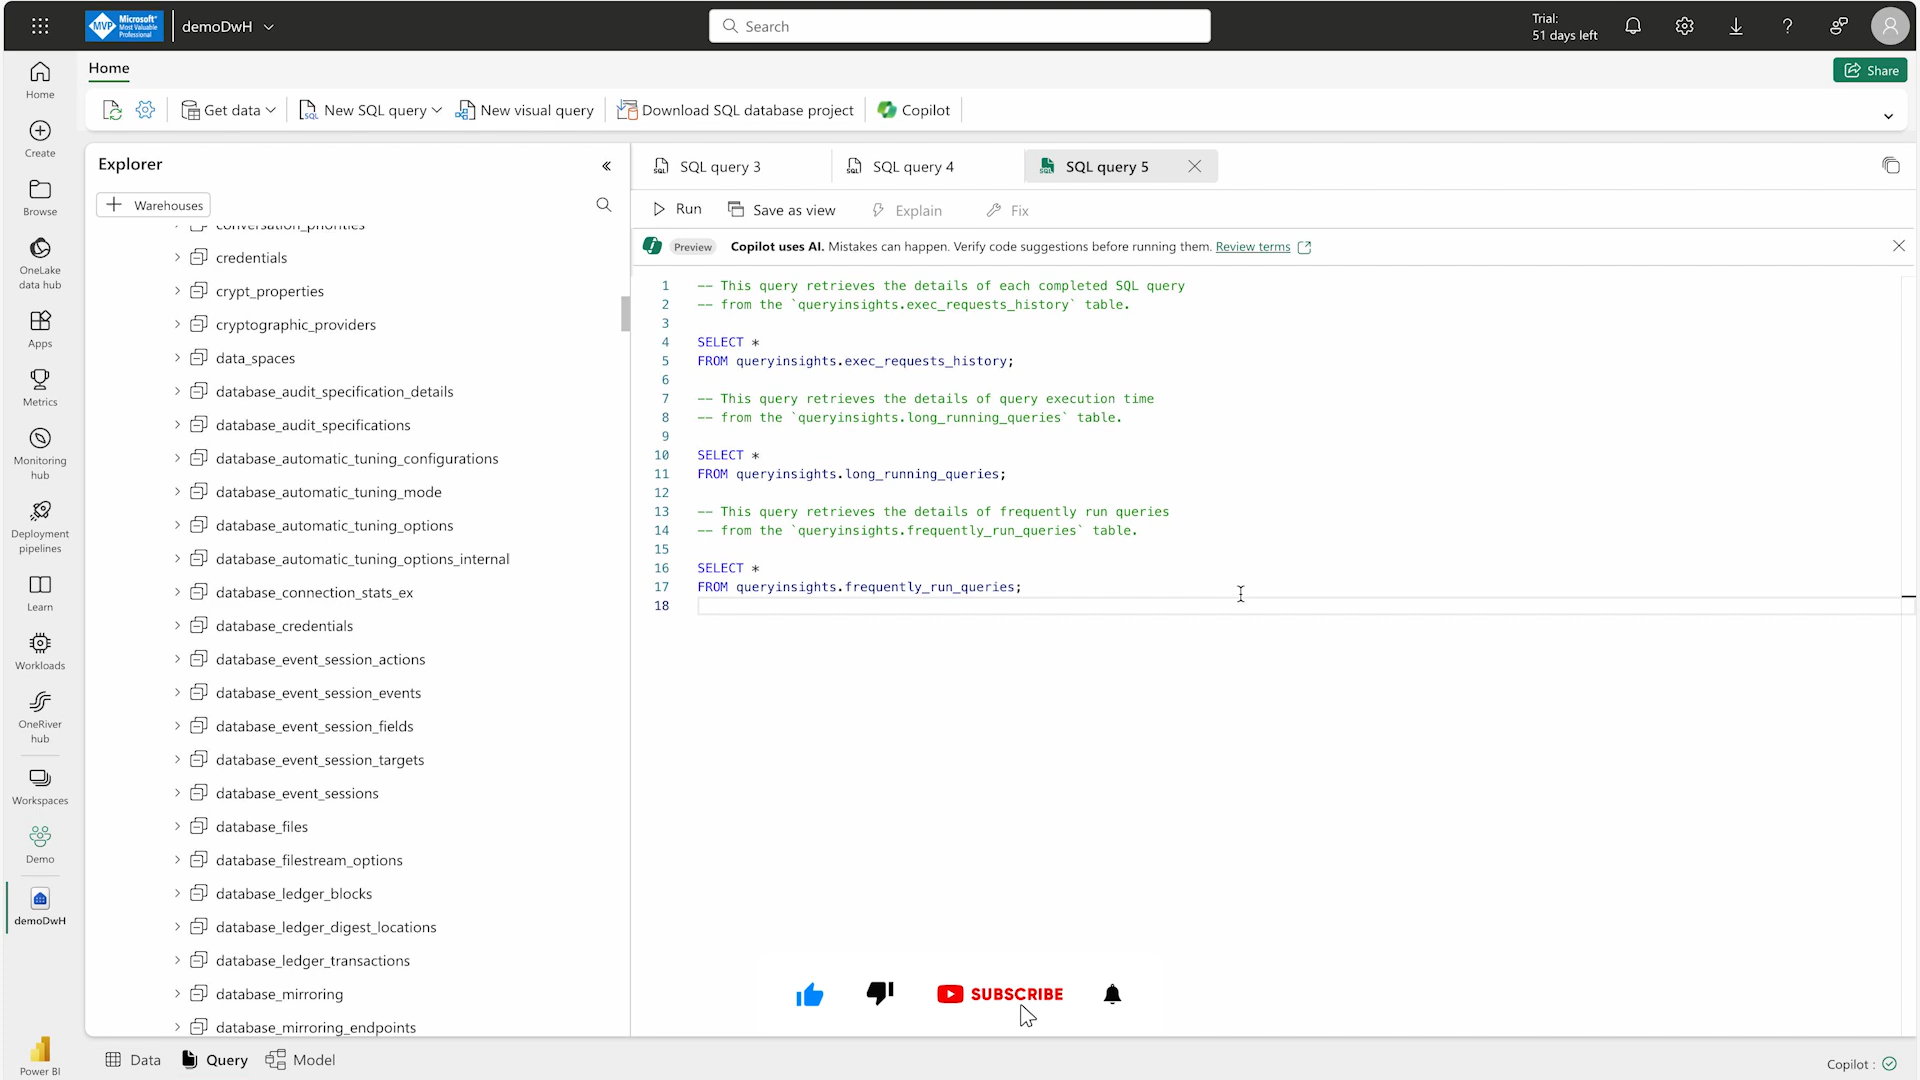 MVP
Microsoft®
Most Valuable
Professional
demoDwH
Search
Trial:
51 days left
Home
Share
Get data
New SQL query
New visual query
Download SQL database project
Copilot
Home
Create
Browse
OneLake
data hub
Apps
Metrics
Monitoring
hub
Deployment
pipelines
Learn
Workloads
OneRiver
hub
Workspaces
Demo
demoDwH
Power BI
Explorer
Warehouses
conversation_priorities
credentials
crypt_properties
cryptographic_providers
data_spaces
database_audit_specification_details
database_audit_specifications
database_automatic_tuning_configurations
database_automatic_tuning_mode
database_automatic_tuning_options
database_automatic_tuning_options_internal
database_connection_stats_ex
database_credentials
database_event_session_actions
database_event_session_events
database_event_session_fields
database_event_session_targets
database_event_sessions
database_files
database_filestream_options
database_ledger_blocks
database_ledger_digest_locations
database_ledger_transactions
database_mirroring
database_mirroring_endpoints
SQL query 3
SQL query 4
SQL query 5
Run
Save as view
Explain
Fix
Preview
Copilot uses AI. Mistakes can happen. Verify code suggestions before running them. Review terms
1 -- This query retrieves the details of each completed SQL query
2 -- from the `queryinsights.exec_requests_history` table.
3
4 SELECT *
5 FROM queryinsights.exec_requests_history;
6
7 -- This query retrieves the details of query execution time
8 -- from the `queryinsights.long_running_queries` table.
9
10 SELECT *
11 FROM queryinsights.long_running_queries;
12
13 -- This query retrieves the details of frequently run queries
14 -- from the `queryinsights.frequently_run_queries` table.
15
16 SELECT *
17 FROM queryinsights.frequently_run_queries;
18
SUBSCRIBE
Data
Query
Model
Copilot :